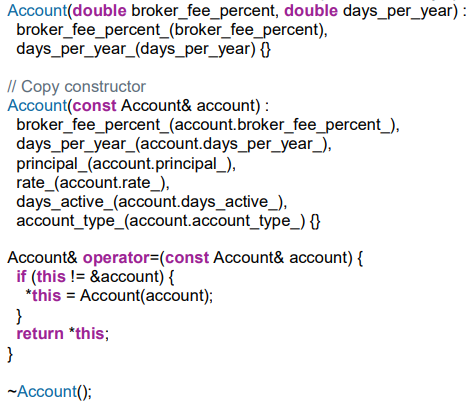 Account(double broker_fee_percent, double days_per_year) :
broker_fee_percent_(broker_fee_percent),
days_per_year_(days_per_year) {}
// Copy constructor
Account(const Account& account) :
broker_fee_percent_(account.broker_fee_percent_),
days_per_year_(account.days_per_year_),
principal_(account.principal_),
rate_(account.rate_),
days_active_(account.days_active_),
account_type_(account.account_type_) {}
Account& operator=(const Account& account) {
if (this != &account) {
*this = Account(account);
}
return *this;
}
~Account();